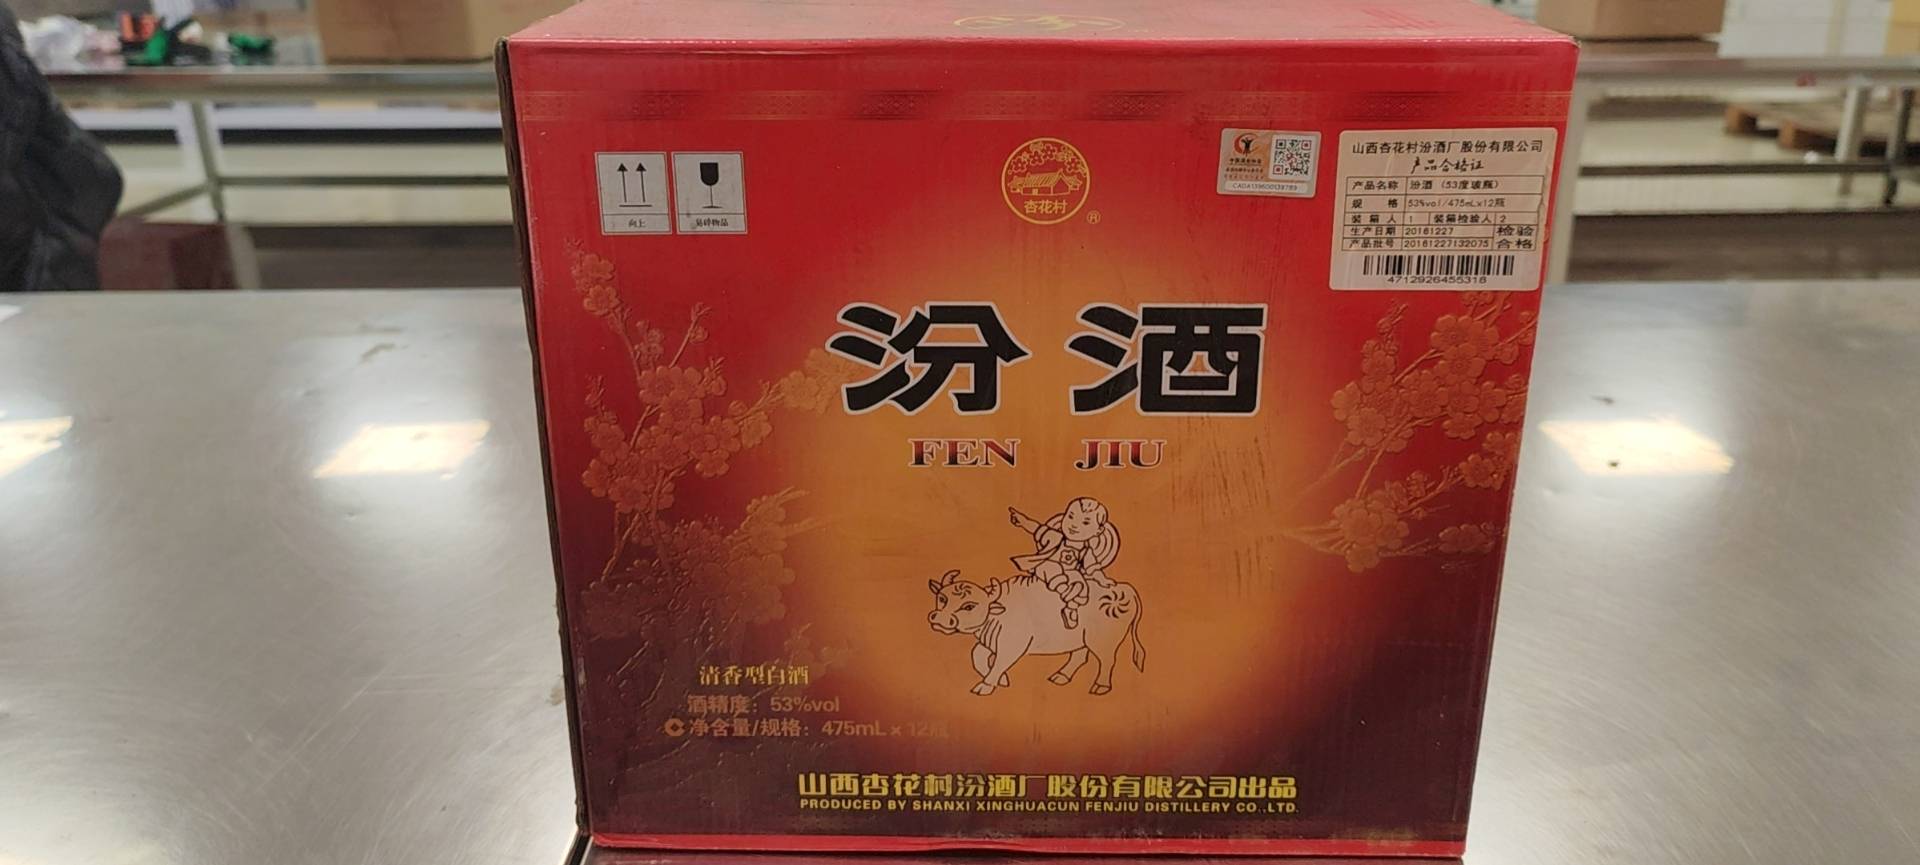 向上
易碎物品
杏花村
®
CADA139600139789
山西杏花村汾酒厂股份有限公司
产品合格证
产品名称 汾酒（53度玻瓶）
规 格 53%vol/475mL×12瓶
装箱人 1 装箱检验人 2
生产日期 20161227 检验
产品批号 20161227132075 合格
4712926455318
汾酒
FEN JIU
清香型白酒
酒精度：53%vol
净含量/规格：475mL×12瓶
山西杏花村汾酒厂股份有限公司出品
PRODUCED BY SHANXI XINGHUACUN FENJIU DISTILLERY CO.,LTD.